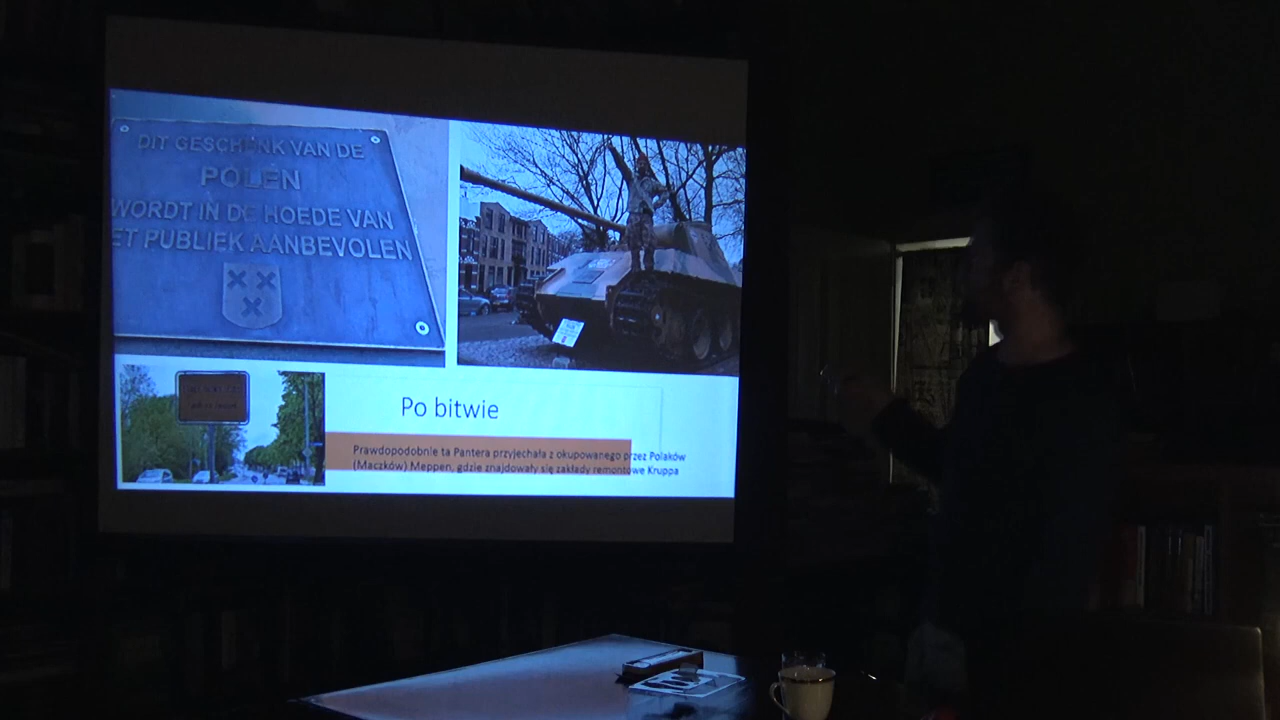 DIT GESCHENK VAN DE
POLEN
WORDT IN DE HOEDE VAN
ET PUBLIEK AANBEVOLEN
Po bitwie
Prawdopodobnie ta Pantera przyjechała z okupowanego przez Polaków
(Maczków) Meppen, gdzie znajdowały się zakłady remontowe Kruppa